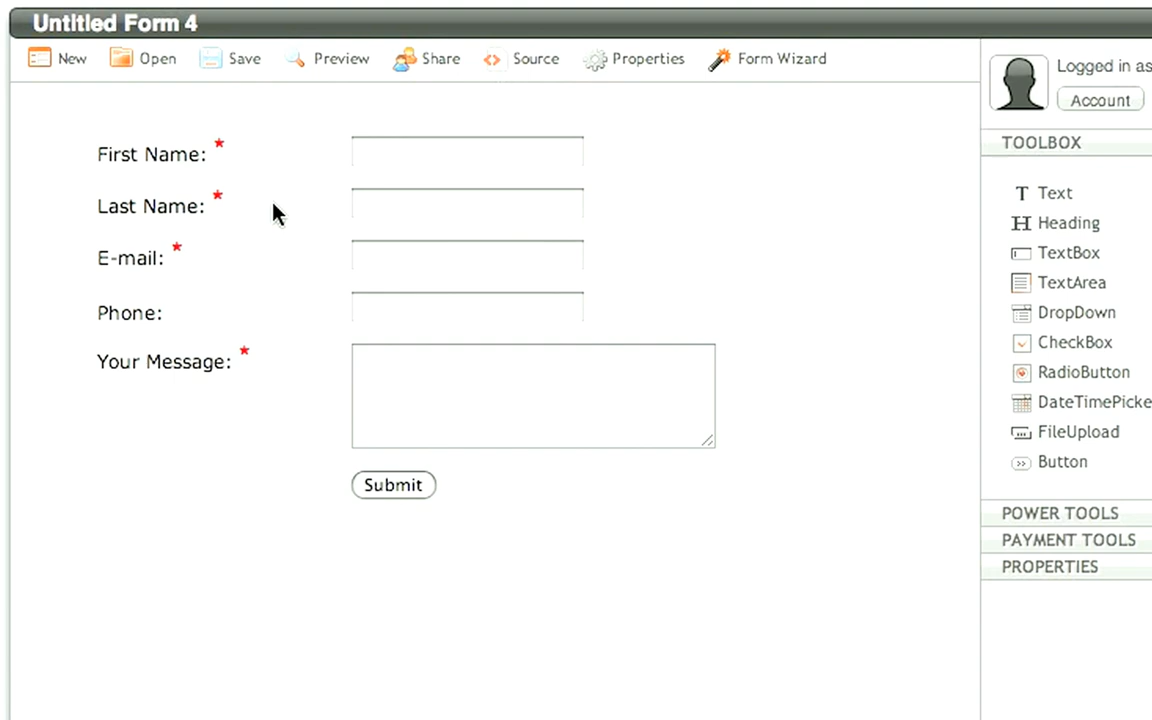 Untitled Form 4
New Open Save Preview Share Source Properties Form Wizard
Logged in as
Account
First Name: *
Last Name: *
E-mail: *
Phone:
Your Message: *
Submit
TOOLBOX
Text
Heading
TextBox
TextArea
DropDown
CheckBox
RadioButton
DateTimePicke
FileUpload
Button
POWER TOOLS
PAYMENT TOOLS
PROPERTIES